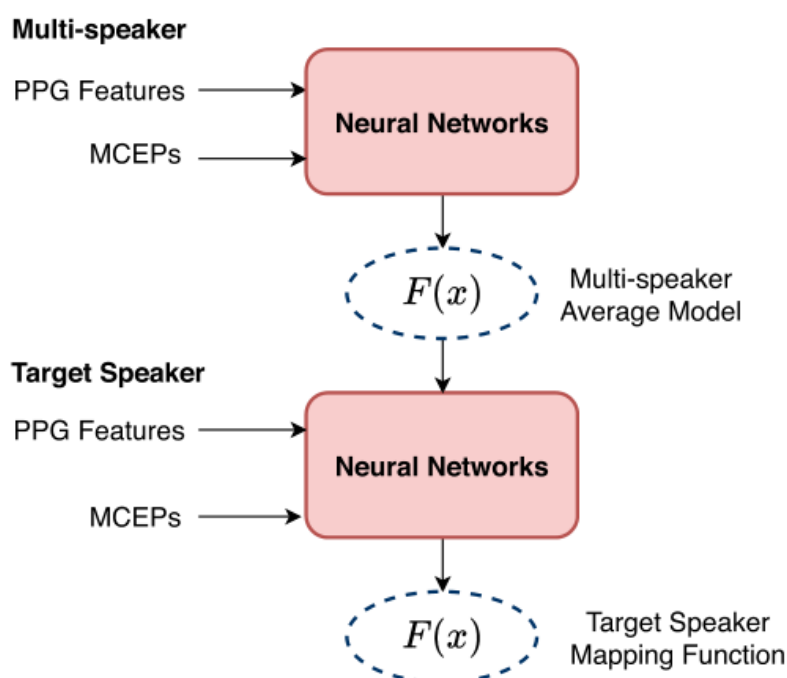 Multi-speaker
PPG Features
Neural Networks
MCEPs
F(x)
Multi-speaker
Average Model
Target Speaker
PPG Features
Neural Networks
MCEPs
F(x)
Target Speaker
Mapping Function